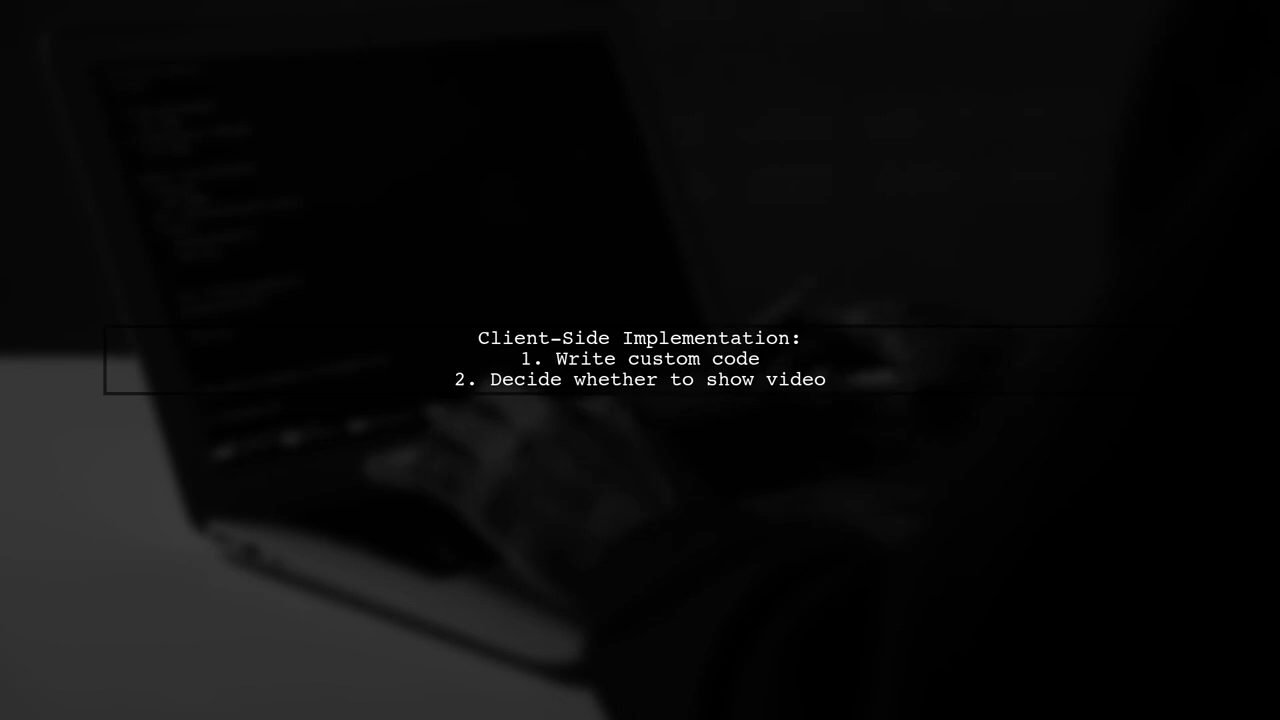 Client-Side Implementation:
1. Write custom code
2. Decide whether to show video